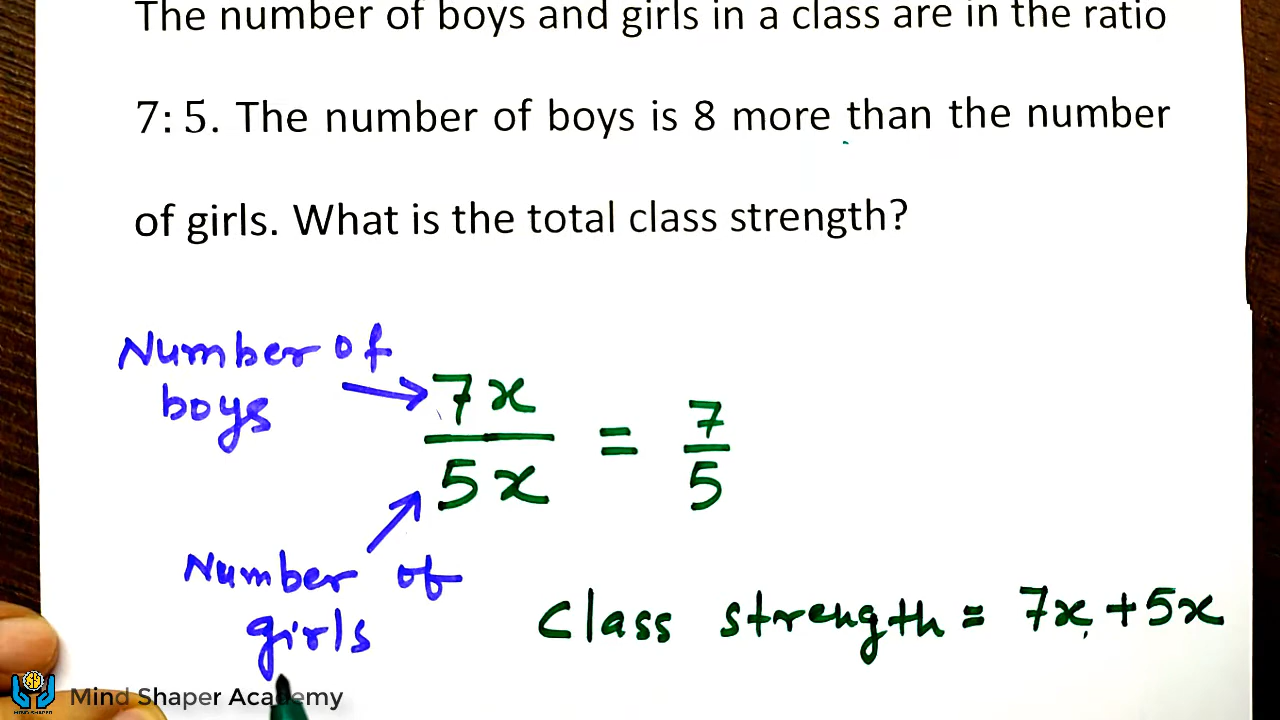 The number of boys and girls in a class are in the ratio
7: 5. The number of boys is 8 more than the number
of girls. What is the total class strength?
Number of
boys
7x
5x
=
7
5
Number of
girls
Class strength = 7x + 5x
Mind Shaper Academy